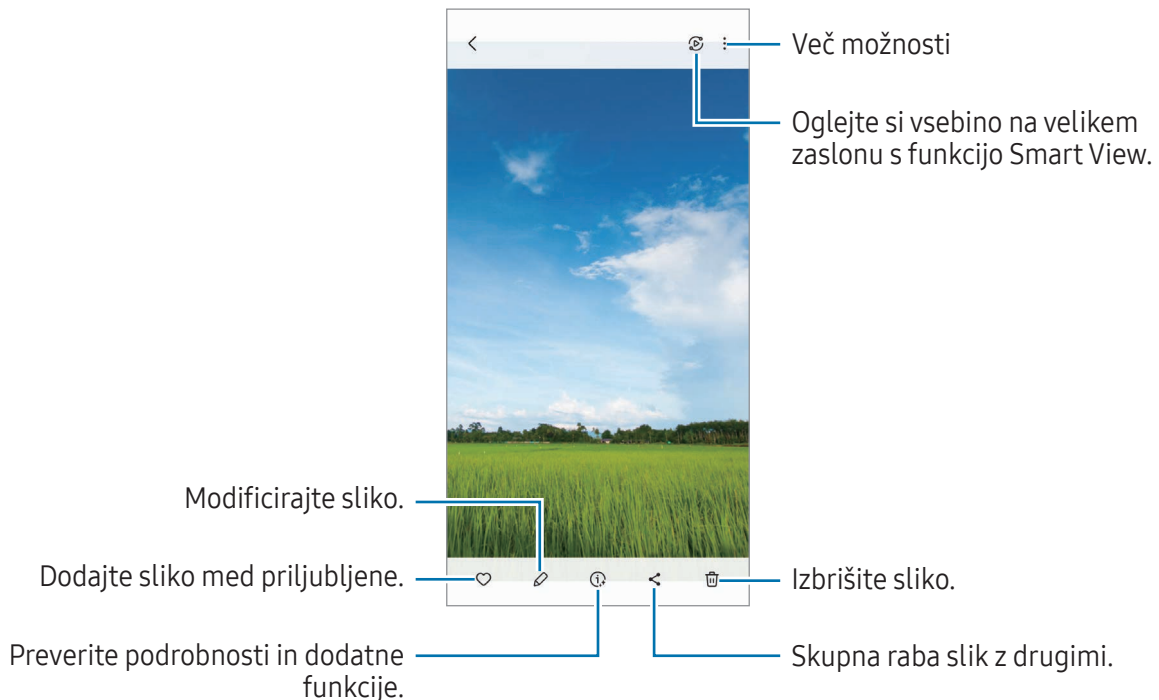 Več možnosti
Oglejte si vsebino na velikem
zaslonu s funkcijo Smart View.
Modificirajte sliko.
Dodajte sliko med priljubljene.
Izbrišite sliko.
Preverite podrobnosti in dodatne
funkcije.
Skupna raba slik z drugimi.